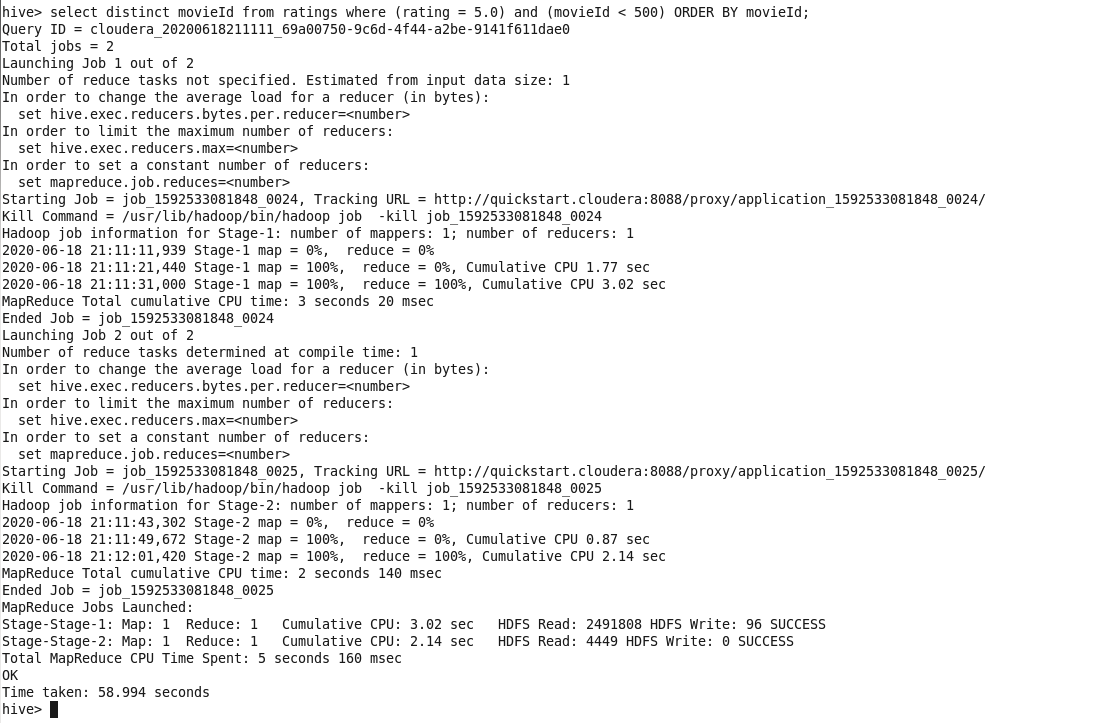 hive> select distinct movieId from ratings where (rating = 5.0) and (movieId < 500) ORDER BY movieId;
Query ID = cloudera_20200618211111_69a00750-9c6d-4f44-a2be-9141f611dae0
Total jobs = 2
Launching Job 1 out of 2
Number of reduce tasks not specified. Estimated from input data size: 1
In order to change the average load for a reducer (in bytes):
  set hive.exec.reducers.bytes.per.reducer=<number>
In order to limit the maximum number of reducers:
  set hive.exec.reducers.max=<number>
In order to set a constant number of reducers:
  set mapreduce.job.reduces=<number>
Starting Job = job_1592533081848_0024, Tracking URL = http://quickstart.cloudera:8088/proxy/application_1592533081848_0024/
Kill Command = /usr/lib/hadoop/bin/hadoop job  -kill job_1592533081848_0024
Hadoop job information for Stage-1: number of mappers: 1; number of reducers: 1
2020-06-18 21:11:11,939 Stage-1 map = 0%,  reduce = 0%
2020-06-18 21:11:21,440 Stage-1 map = 100%,  reduce = 0%, Cumulative CPU 1.77 sec
2020-06-18 21:11:31,000 Stage-1 map = 100%,  reduce = 100%, Cumulative CPU 3.02 sec
MapReduce Total cumulative CPU time: 3 seconds 20 msec
Ended Job = job_1592533081848_0024
Launching Job 2 out of 2
Number of reduce tasks determined at compile time: 1
In order to change the average load for a reducer (in bytes):
  set hive.exec.reducers.bytes.per.reducer=<number>
In order to limit the maximum number of reducers:
  set hive.exec.reducers.max=<number>
In order to set a constant number of reducers:
  set mapreduce.job.reduces=<number>
Starting Job = job_1592533081848_0025, Tracking URL = http://quickstart.cloudera:8088/proxy/application_1592533081848_0025/
Kill Command = /usr/lib/hadoop/bin/hadoop job  -kill job_1592533081848_0025
Hadoop job information for Stage-2: number of mappers: 1; number of reducers: 1
2020-06-18 21:11:43,302 Stage-2 map = 0%,  reduce = 0%
2020-06-18 21:11:49,672 Stage-2 map = 100%,  reduce = 0%, Cumulative CPU 0.87 sec
2020-06-18 21:12:01,420 Stage-2 map = 100%,  reduce = 100%, Cumulative CPU 2.14 sec
MapReduce Total cumulative CPU time: 2 seconds 140 msec
Ended Job = job_1592533081848_0025
MapReduce Jobs Launched:
Stage-Stage-1: Map: 1  Reduce: 1   Cumulative CPU: 3.02 sec   HDFS Read: 2491808 HDFS Write: 96 SUCCESS
Stage-Stage-2: Map: 1  Reduce: 1   Cumulative CPU: 2.14 sec   HDFS Read: 4449 HDFS Write: 0 SUCCESS
Total MapReduce CPU Time Spent: 5 seconds 160 msec
OK
Time taken: 58.994 seconds
hive>